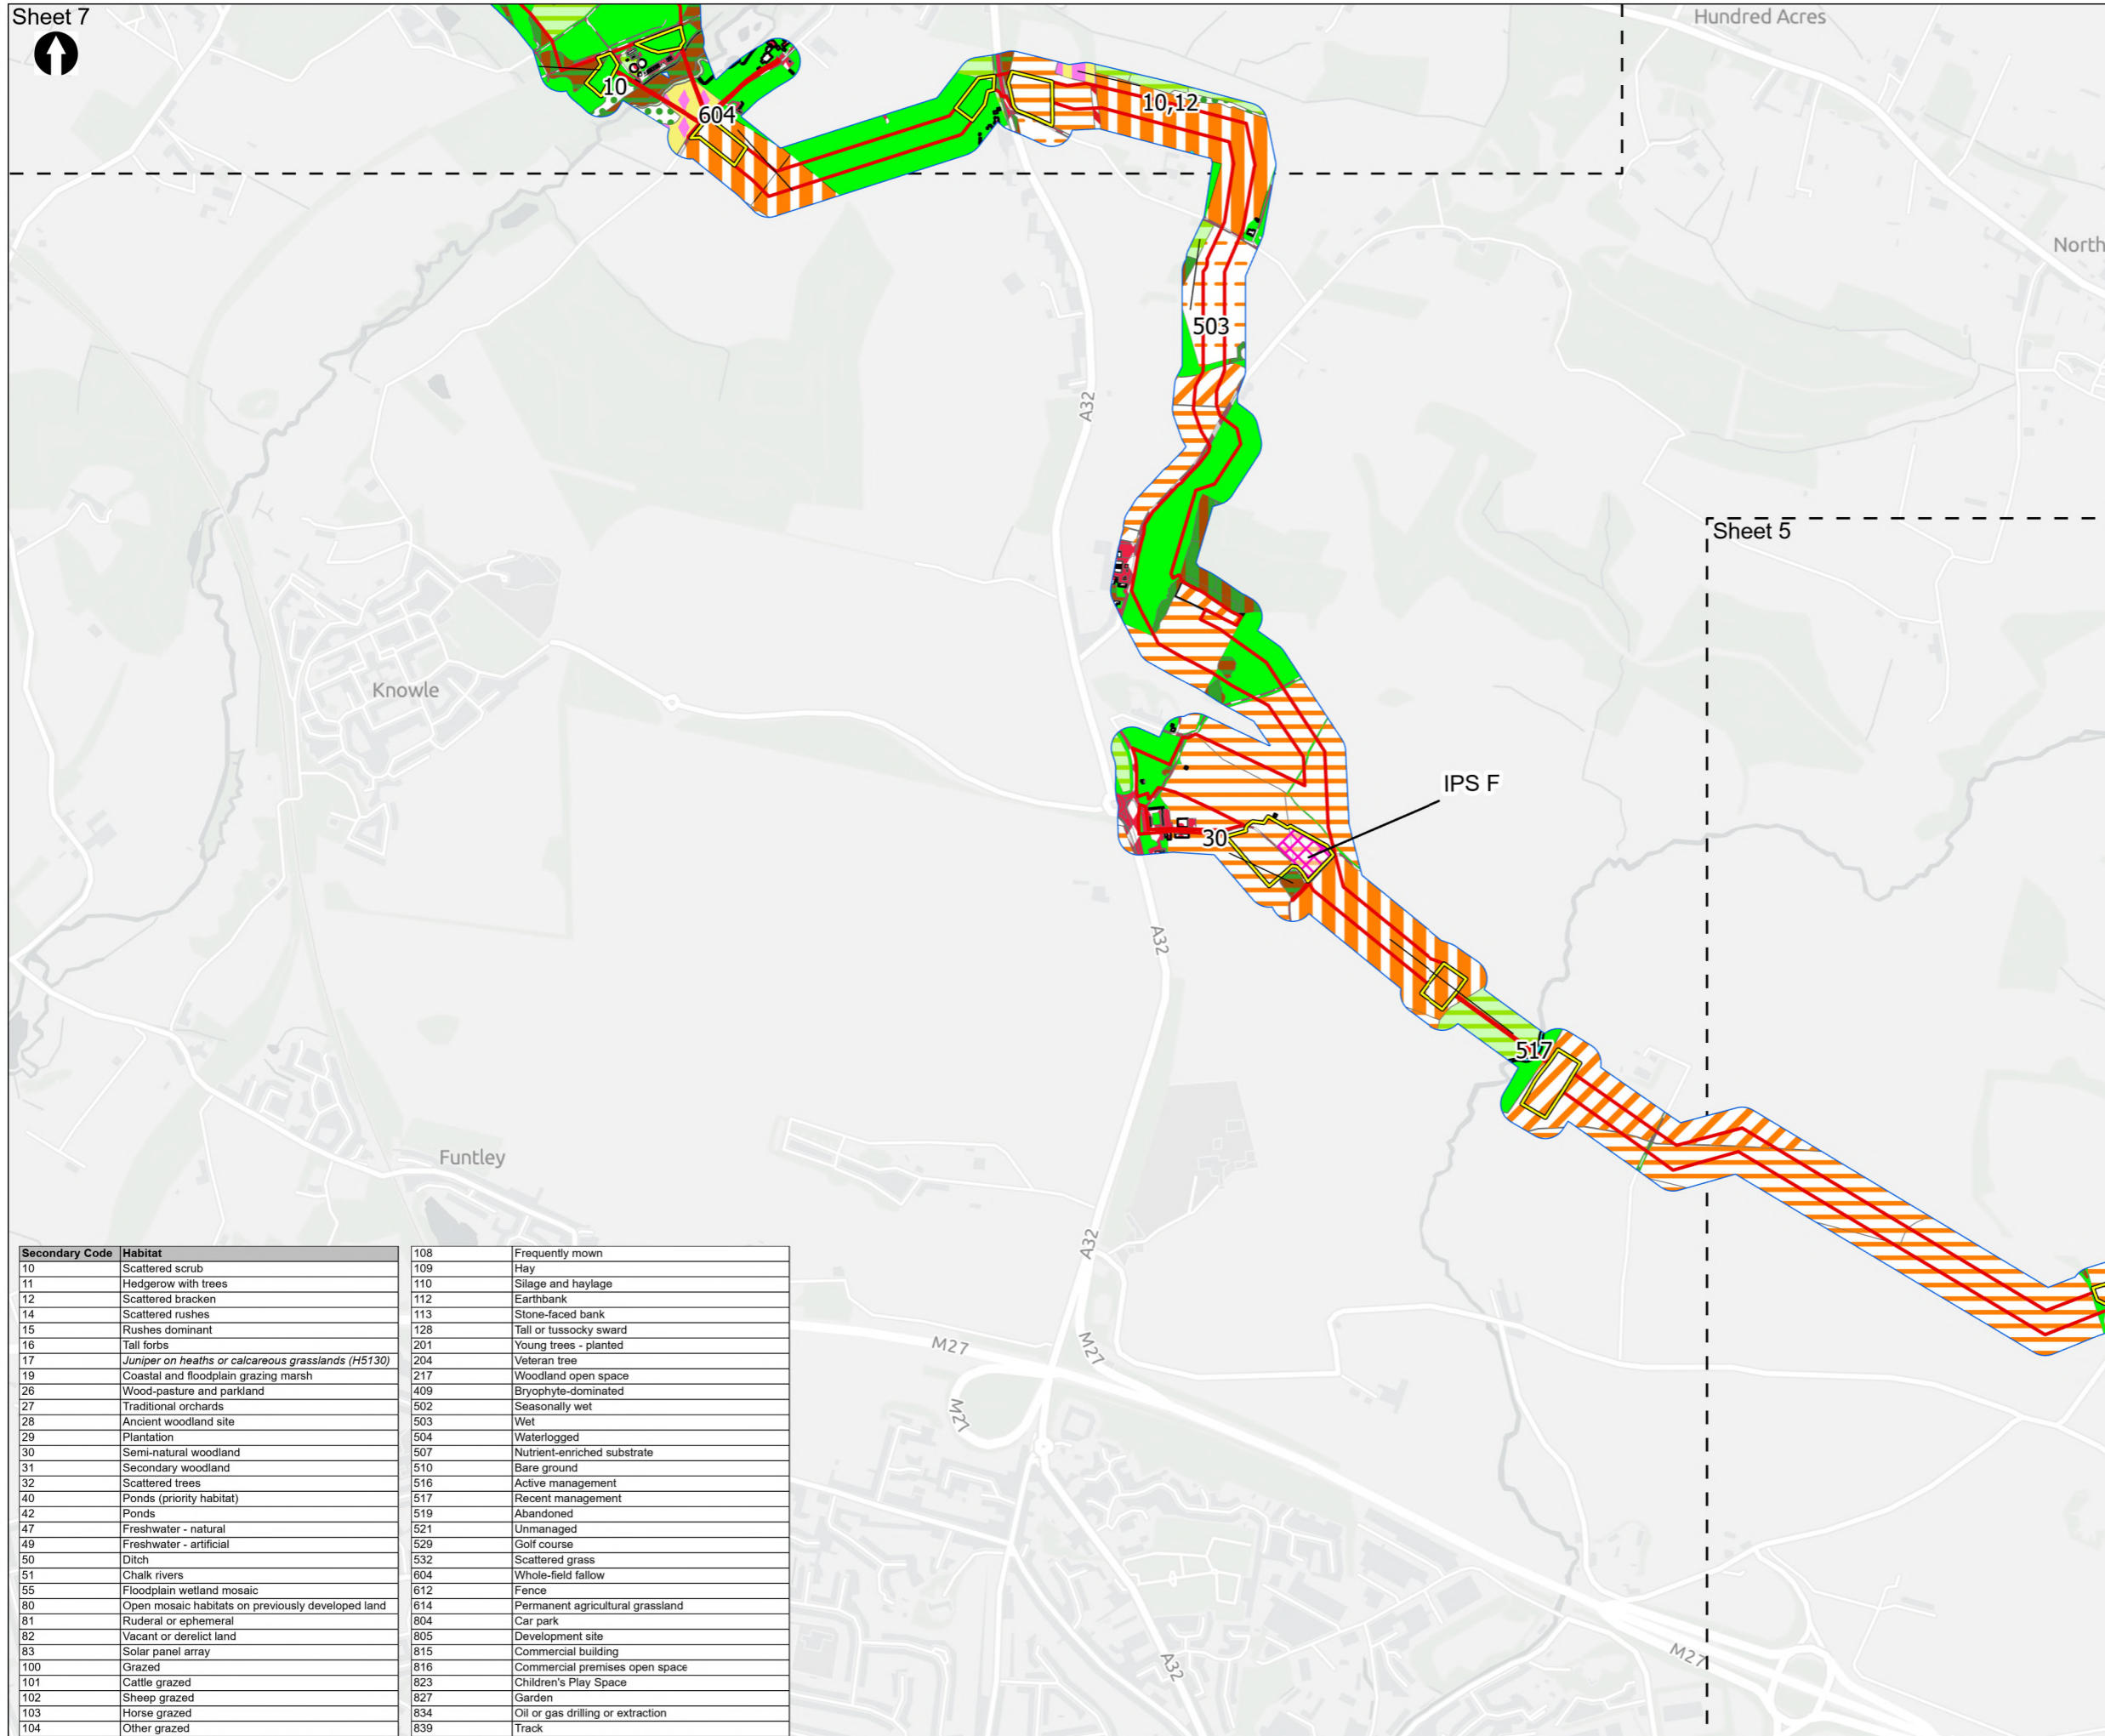 Sheet 7
Hundred Acres
10
10,12
604
North
503
A32
Sheet 5
Knowle
IPS F
30
A32
517
Funtley
A32
M27
M27
M27
A32
M27
Secondary Code Habitat
10 Scattered scrub
11 Hedgerow with trees
12 Scattered bracken
14 Scattered rushes
15 Rushes dominant
16 Tall forbs
17 Juniper on heaths or calcareous grasslands (H5130)
19 Coastal and floodplain grazing marsh
26 Wood-pasture and parkland
27 Traditional orchards
28 Ancient woodland site
29 Plantation
30 Semi-natural woodland
31 Secondary woodland
32 Scattered trees
40 Ponds (priority habitat)
42 Ponds
47 Freshwater - natural
49 Freshwater - artificial
50 Ditch
51 Chalk rivers
55 Floodplain wetland mosaic
80 Open mosaic habitats on previously developed land
81 Ruderal or ephemeral
82 Vacant or derelict land
83 Solar panel array
100 Grazed
101 Cattle grazed
102 Sheep grazed
103 Horse grazed
104 Other grazed
108 Frequently mown
109 Hay
110 Silage and haylage
112 Earthbank
113 Stone-faced bank
128 Tall or tussocky sward
201 Young trees - planted
204 Veteran tree
217 Woodland open space
409 Bryophyte-dominated
502 Seasonally wet
503 Wet
504 Waterlogged
507 Nutrient-enriched substrate
510 Bare ground
516 Active management
517 Recent management
519 Abandoned
521 Unmanaged
529 Golf course
532 Scattered grass
604 Whole-field fallow
612 Fence
614 Permanent agricultural grassland
804 Car park
805 Development site
815 Commercial building
816 Commercial premises open space
823 Children's Play Space
827 Garden
834 Oil or gas drilling or extraction
839 Track